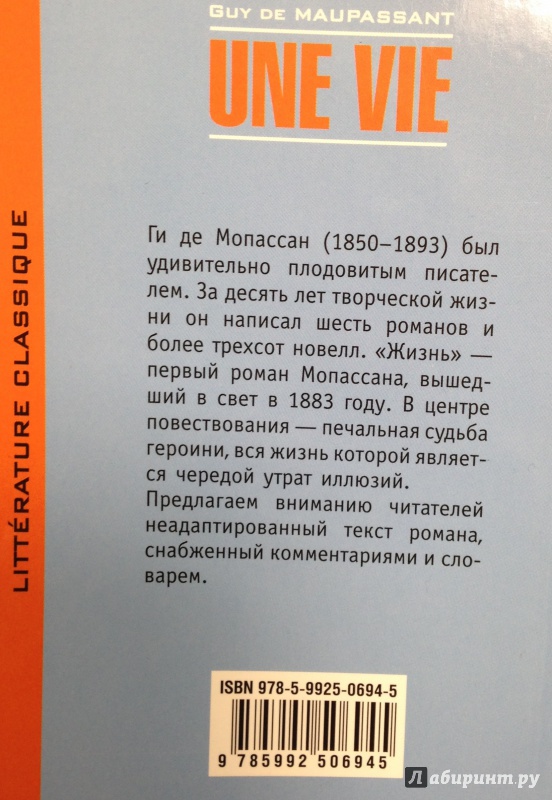 GUY DE MAUPASSANT
UNE VIE
LITTÉRATURE CLASSIQUE
Ги де Мопассан (1850–1893) был
удивительно плодовитым писате-
лем. За десять лет творческой жиз-
ни он написал шесть романов и
более трехсот новелл. «Жизнь» —
первый роман Мопассана, вышед-
ший в свет в 1883 году. В центре
повествования — печальная судьба
героини, вся жизнь которой являет-
ся чередой утрат иллюзий.
Предлагаем вниманию читателей
неадаптированный текст романа,
снабженный комментариями и сло-
варем.
ISBN 978-5-9925-0694-5
9 785992 506945
Лабиринт.ру